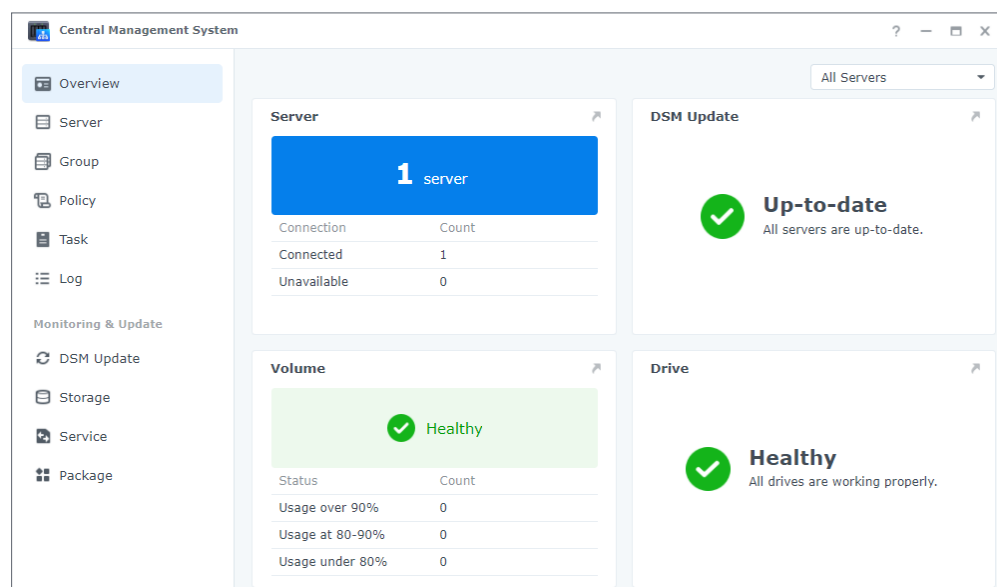 Central Management System
?
Overview
Server
Group
Policy
Task
Log
Monitoring & Update
DSM Update
Storage
Service
Package
All Servers
Server
1 server
Connection Count
Connected 1
Unavailable 0
DSM Update
Up-to-date
All servers are up-to-date.
Volume
Healthy
Status Count
Usage over 90% 0
Usage at 80-90% 0
Usage under 80% 0
Drive
Healthy
All drives are working properly.